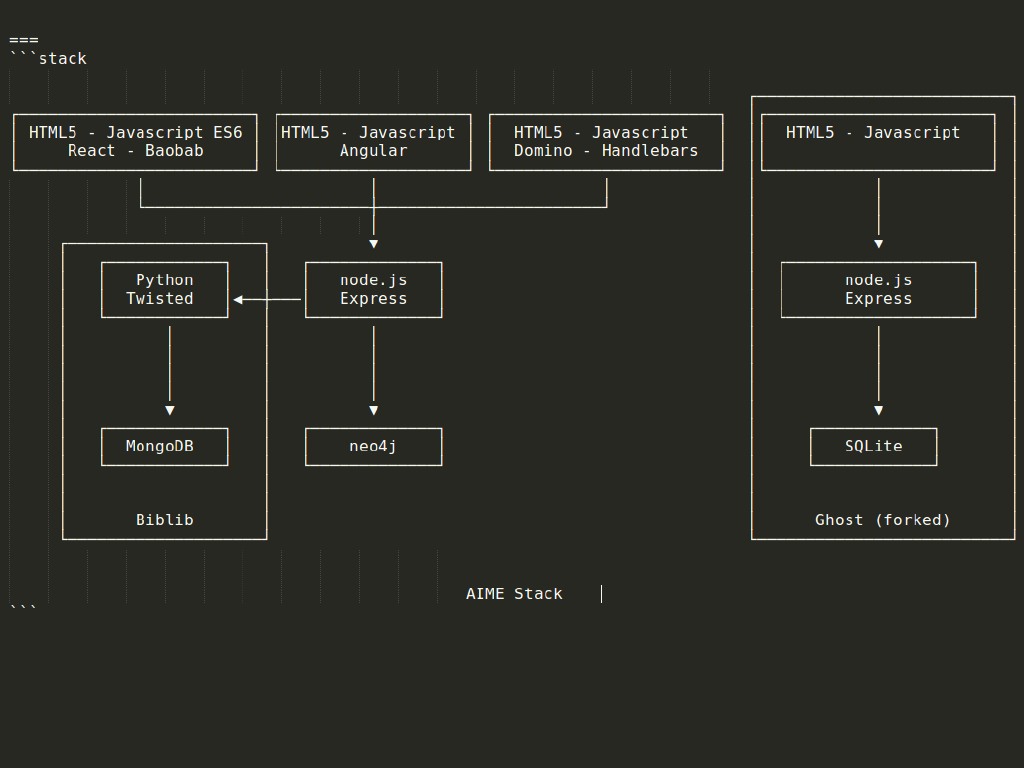 ===
```stack
HTML5 - Javascript ES6
React - Baobab
HTML5 - Javascript
Angular
HTML5 - Javascript
Domino - Handlebars
HTML5 - Javascript
Python
Twisted
node.js
Express
node.js
Express
MongoDB
neo4j
SQLite
Biblib
Ghost (forked)
AIME Stack
```